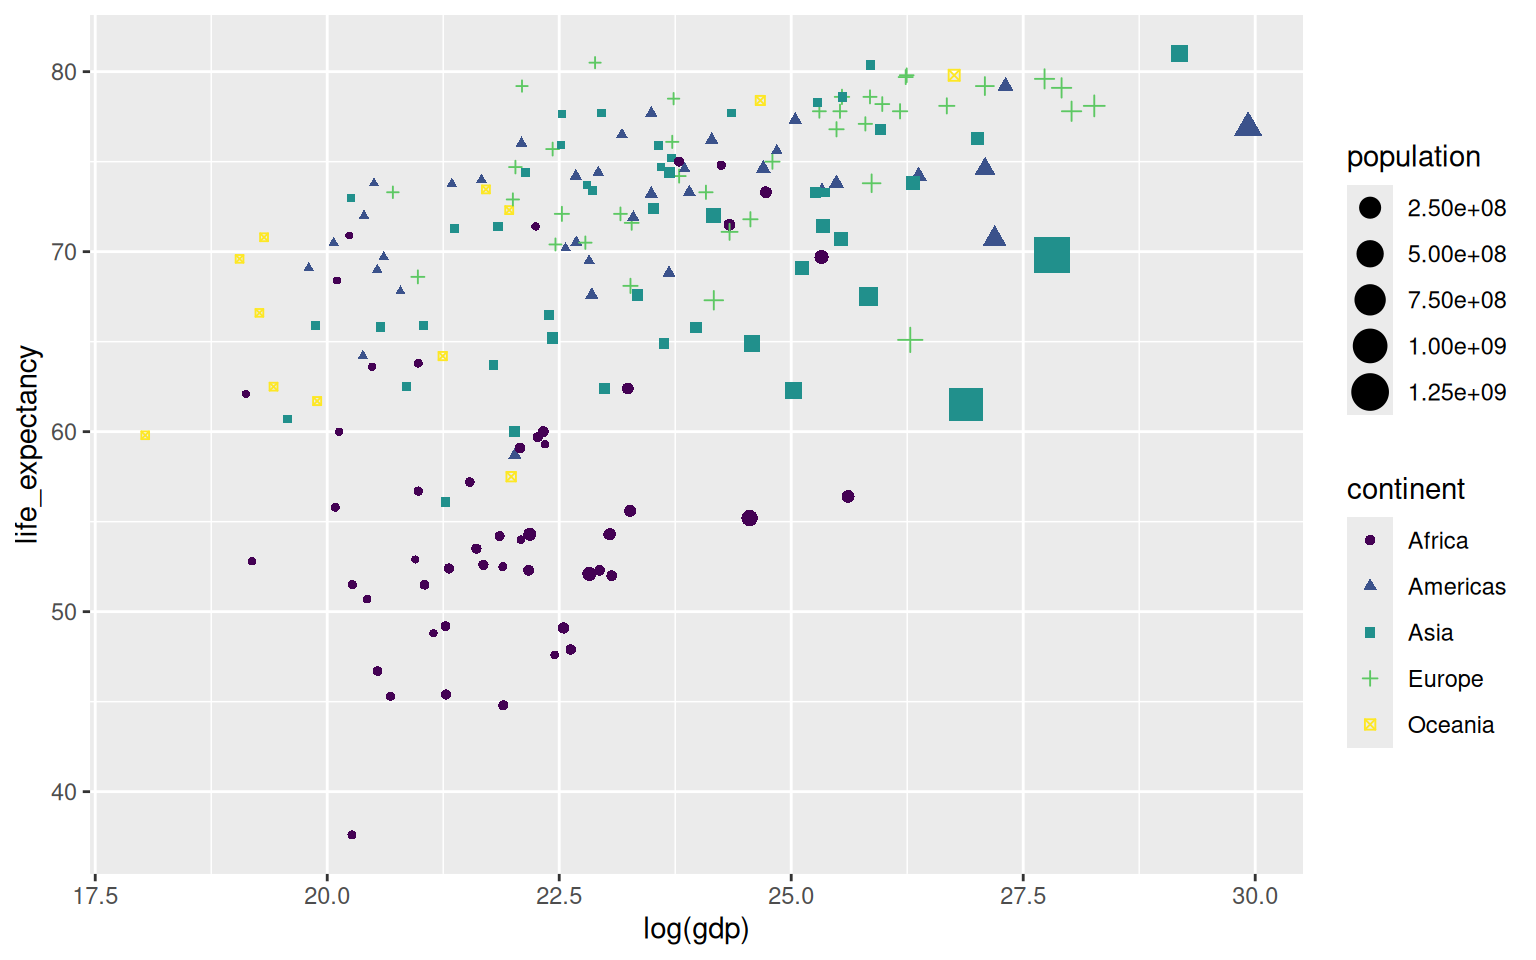 80
70
60
50
40
life_expectancy
17.5
20.0
22.5
25.0
27.5
30.0
log(gdp)
population
2.50e+08
5.00e+08
7.50e+08
1.00e+09
1.25e+09
continent
Africa
Americas
Asia
Europe
Oceania